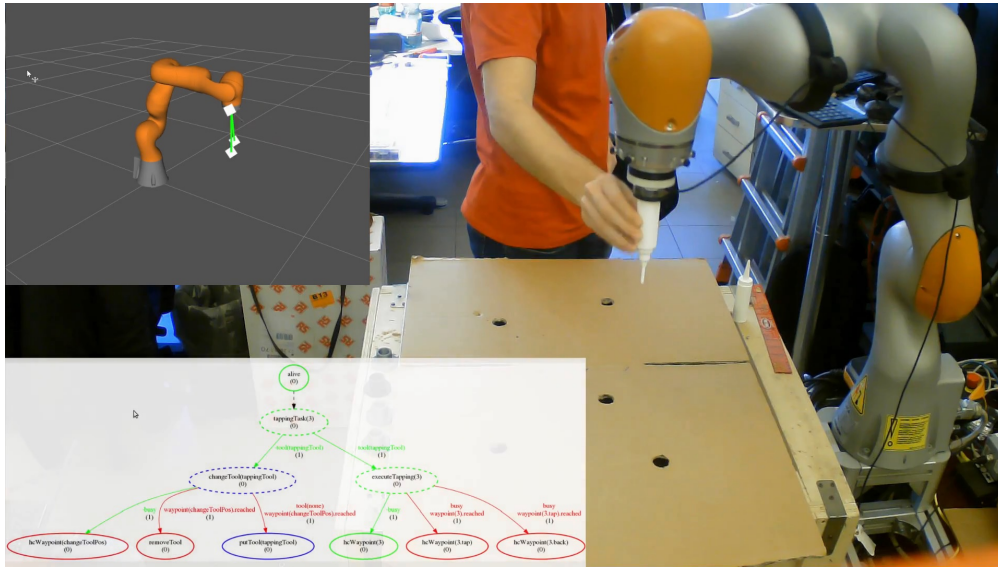 alive
(0)
tappingTask(3)
(0)
tool(tappingTool)
(1)
tool(tappingTool)
(1)
changeTool(tappingTool)
(0)
executeTapping(3)
(0)
busy
(1)
waypoint(changeToolPos).reached
(1)
tool(none)
waypoint(changeToolPos).reached
(1)
busy
(1)
busy
waypoint(3).reached
(1)
busy
waypoint(3.tap).reached
(1)
hcWaypoint(changeToolPos)
(0)
removeTool
(0)
putTool(tappingTool)
(0)
hcWaypoint(3)
(0)
hcWaypoint(3.tap)
(0)
hcWaypoint(3.back)
(0)